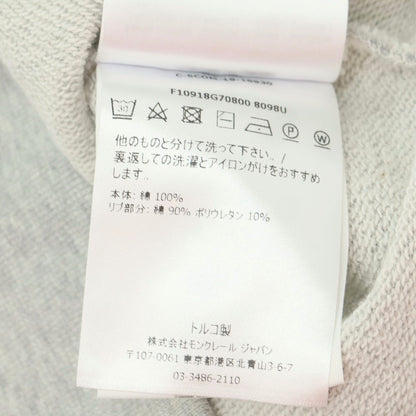 F10918G70800 8098U
P
W
他のものと分けて洗って下さい../
裏返しての洗濯とアイロンがけをおすすめ
します..
本体: 綿 100%
リブ部分: 綿 90% ポリウレタン 10%
トルコ製
株式会社モンクレール ジャパン
〒107-0061 東京都港区北青山3-6-7
03-3486-2110